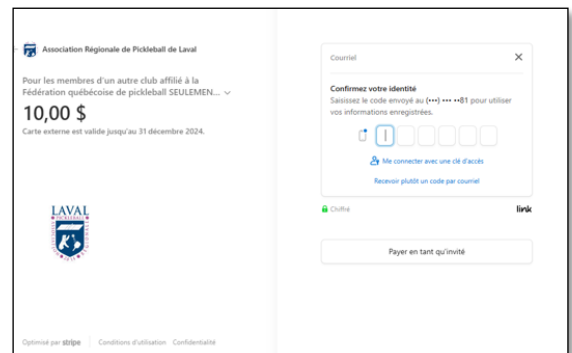 Association Régionale de Pickleball de Laval
Pour les membres d'un autre club affilié à la
Fédération québécoise de pickleball SEULEMEN...
10,00 $
Carte externe est valide jusqu'au 31 décembre 2024.
LAVAL
PICKLEBALL
Optimisé par stripe
Conditions d'utilisation Confidentialité
Courriel
Confirmez votre identité
Saisissez le code envoyé au (•••) ••• ••81 pour utiliser
vos informations enregistrées.
Me connecter avec une clé d'accès
Recevoir plutôt un code par courriel
Chiffré
link
Payer en tant qu'invité